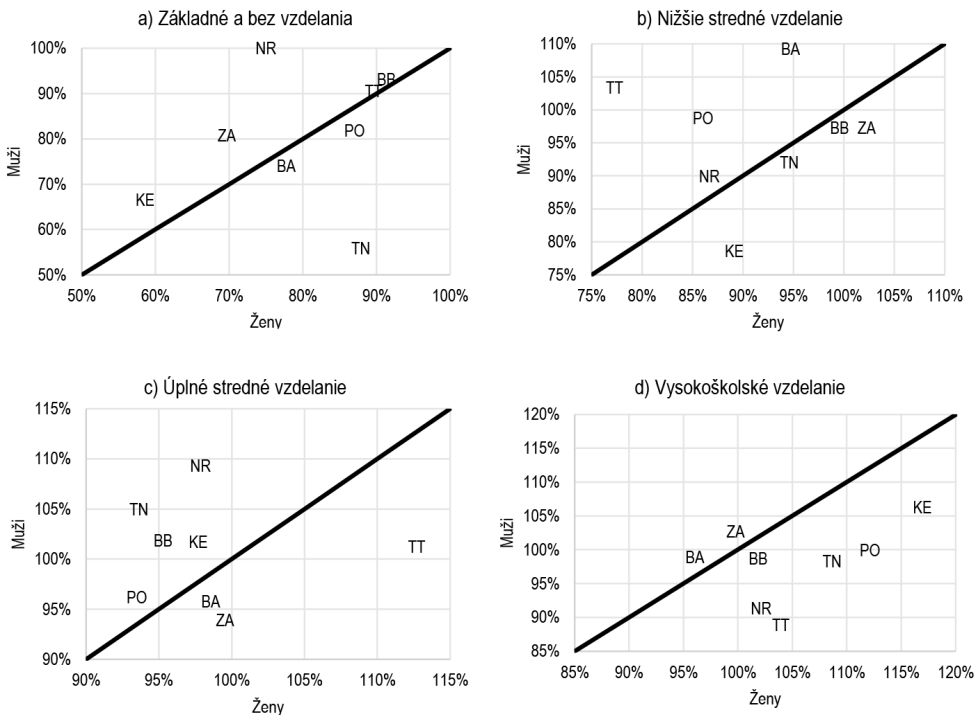 a) Základné a bez vzdelania
100%
90%
80%
70%
60%
50%
Muži
NR
BB
TT
PO
ZA
BA
KE
TN
50%
60%
70%
80%
90%
100%
Ženy
b) Nižšie stredné vzdelanie
110%
105%
100%
95%
90%
85%
80%
75%
Muži
BA
TT
PO
BB
ZA
TN
NR
KE
75%
80%
85%
90%
95%
100%
105%
110%
Ženy
c) Úplné stredné vzdelanie
115%
110%
105%
100%
95%
90%
Muži
NR
TN
BB
KE
TT
PO
BA
ZA
90%
95%
100%
105%
110%
115%
Ženy
d) Vysokoškolské vzdelanie
120%
115%
110%
105%
100%
95%
90%
85%
Muži
KE
ZA
PO
BA
BB
TN
NR
TT
85%
90%
95%
100%
105%
110%
115%
120%
Ženy